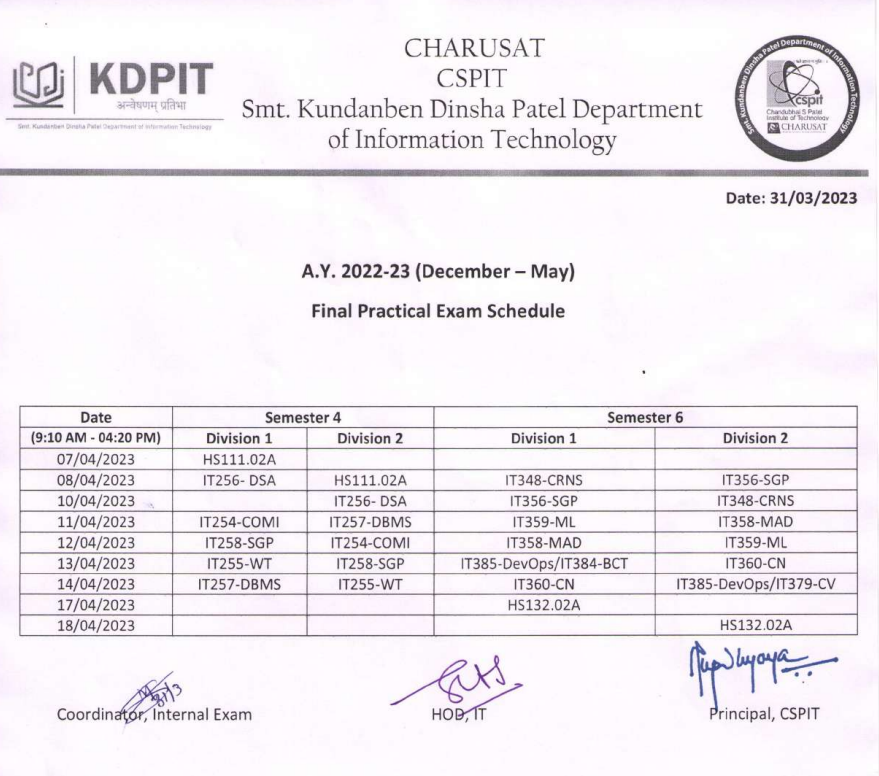 CHARUSAT
CSPIT
Smt. Kundanben Dinsha Patel Department
of Information Technology
KDPIT
अन्वेषणम् प्रतिभा
Smt. Kundanben Dinsha Patel Department of Information Technology
Smt. Kundanben Dinsha Patel Department of Information Technology
cspit
Chandubhai S Patel
Institute of Technology
CHARUSAT
Date: 31/03/2023
A.Y. 2022-23 (December – May)
Final Practical Exam Schedule
Date Semester 4 Semester 6
(9:10 AM - 04:20 PM) Division 1 Division 2 Division 1 Division 2
07/04/2023 HS111.02A
08/04/2023 IT256- DSA HS111.02A IT348-CRNS IT356-SGP
10/04/2023 IT256- DSA IT356-SGP IT348-CRNS
11/04/2023 IT254-COMI IT257-DBMS IT359-ML IT358-MAD
12/04/2023 IT258-SGP IT254-COMI IT358-MAD IT359-ML
13/04/2023 IT255-WT IT258-SGP IT385-DevOps/IT384-BCT IT360-CN
14/04/2023 IT257-DBMS IT255-WT IT360-CN IT385-DevOps/IT379-CV
17/04/2023 HS132.02A
18/04/2023 HS132.02A
31/3
Coordinator, Internal Exam HOD, IT Principal, CSPIT